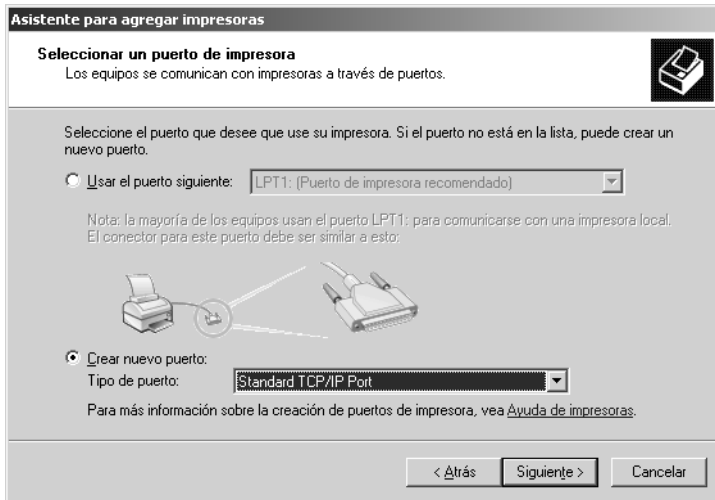 Asistente para agregar impresoras
Seleccionar un puerto de impresora
Los equipos se comunican con impresoras a través de puertos.
Seleccione el puerto que desee que use su impresora. Si el puerto no está en la lista, puede crear un
nuevo puerto.
Usar el puerto siguiente: LPT1: (Puerto de impresora recomendado)
Nota: la mayoría de los equipos usan el puerto LPT1: para comunicarse con una impresora local.
El conector para este puerto debe ser similar a esto:
Crear nuevo puerto:
Tipo de puerto: Standard TCP/IP Port
Para más información sobre la creación de puertos de impresora, vea Ayuda de impresoras.
< Atrás Siguiente > Cancelar